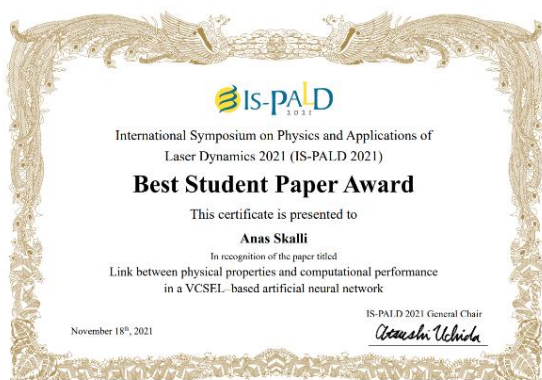 IS-PALD
2021
International Symposium on Physics and Applications of
Laser Dynamics 2021 (IS-PALD 2021)
Best Student Paper Award
This certificate is presented to
Anas Skalli
In recognition of the paper titled
Link between physical properties and computational performance
in a VCSEL–based artificial neural network
IS-PALD 2021 General Chair
November 18th, 2021
Atsushi Uchida